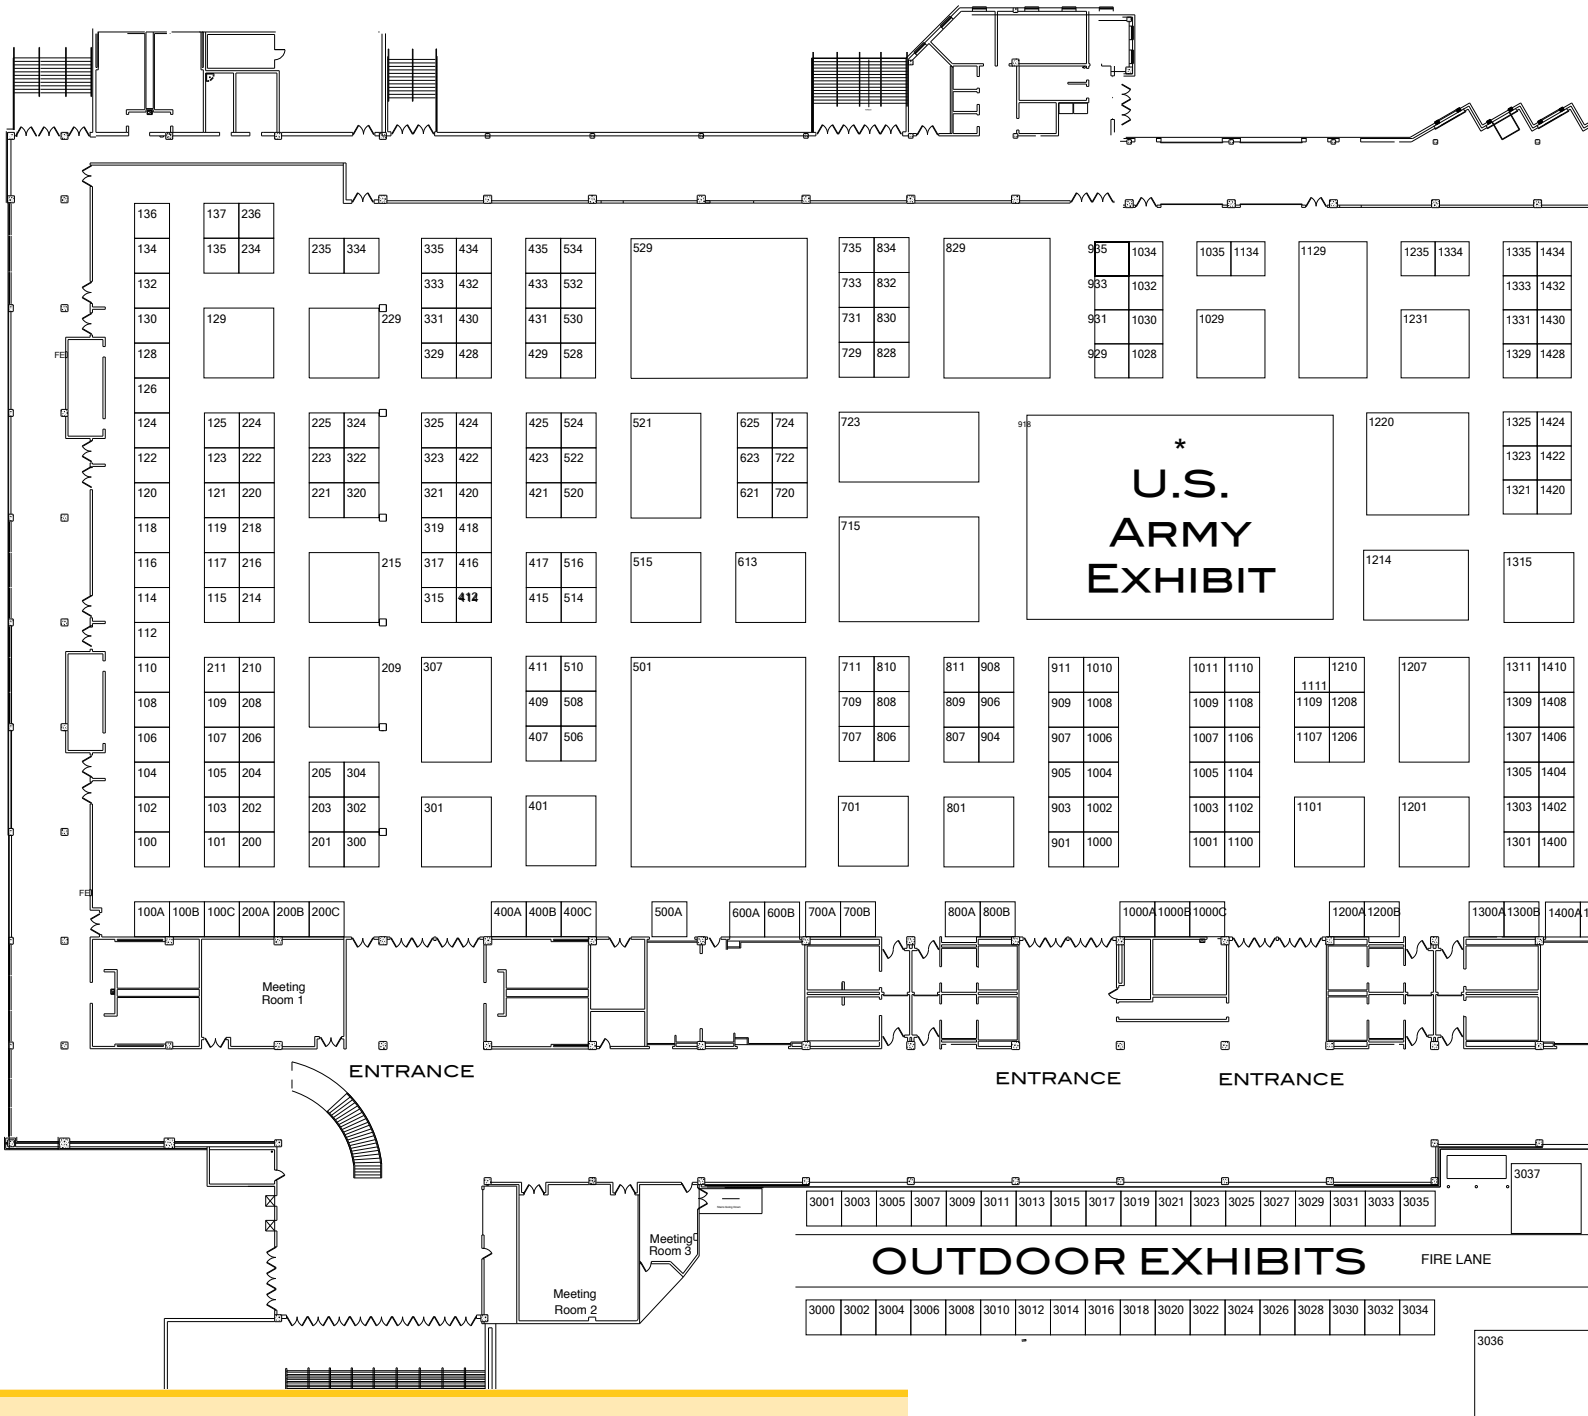 136 137 236
134 135 234 235 334 335 434 435 534 529 735 834 829 935 1034 1035 1134 1129 1235 1334 1335 1434
132 333 432 433 532 733 832 933 1032 1333 1432
130 129 229 331 430 431 530 731 830 931 1030 1029 1231 1331 1430
FE 128 329 428 429 528 729 828 929 1028 1329 1428
126
124 125 224 225 324 325 424 425 524 521 625 724 723 918 1220 1325 1424
*
122 123 222 223 322 323 422 423 522 623 722 1323 1422
U.S.
120 121 220 221 320 321 420 421 520 621 720 1321 1420
118 119 218 319 418 715
ARMY
116 117 216 215 317 416 417 516 515 613 1214 1315
EXHIBIT
114 115 214 315 414 412 415 514
112
110 211 210 209 307 411 510 501 711 810 811 908 911 1010 1011 1110 1210 1207 1311 1410
1111
108 109 208 409 508 709 808 809 906 909 1008 1009 1108 1109 1208 1309 1408
106 107 206 407 506 707 806 807 904 907 1006 1007 1106 1107 1206 1307 1406
104 105 204 205 304 905 1004 1005 1104 1305 1404
102 103 202 203 302 301 401 701 801 903 1002 1003 1102 1101 1201 1303 1402
100 101 200 201 300 901 1000 1001 1100 1301 1400
FE
100A 100B 100C 200A 200B 200C 400A 400B 400C 500A 600A 600B 700A 700B 800A 800B 1000A 1000B 1000C 1200A 1200B 1300A 1300B 1400A 1
Meeting
Room 1
ENTRANCE ENTRANCE ENTRANCE
3037
3001 3003 3005 3007 3009 3011 3013 3015 3017 3019 3021 3023 3025 3027 3029 3031 3033 3035
Meeting
Room 3
OUTDOOR EXHIBITS FIRE LANE
Meeting
Room 2
3000 3002 3004 3006 3008 3010 3012 3014 3016 3018 3020 3022 3024 3026 3028 3030 3032 3034
3036